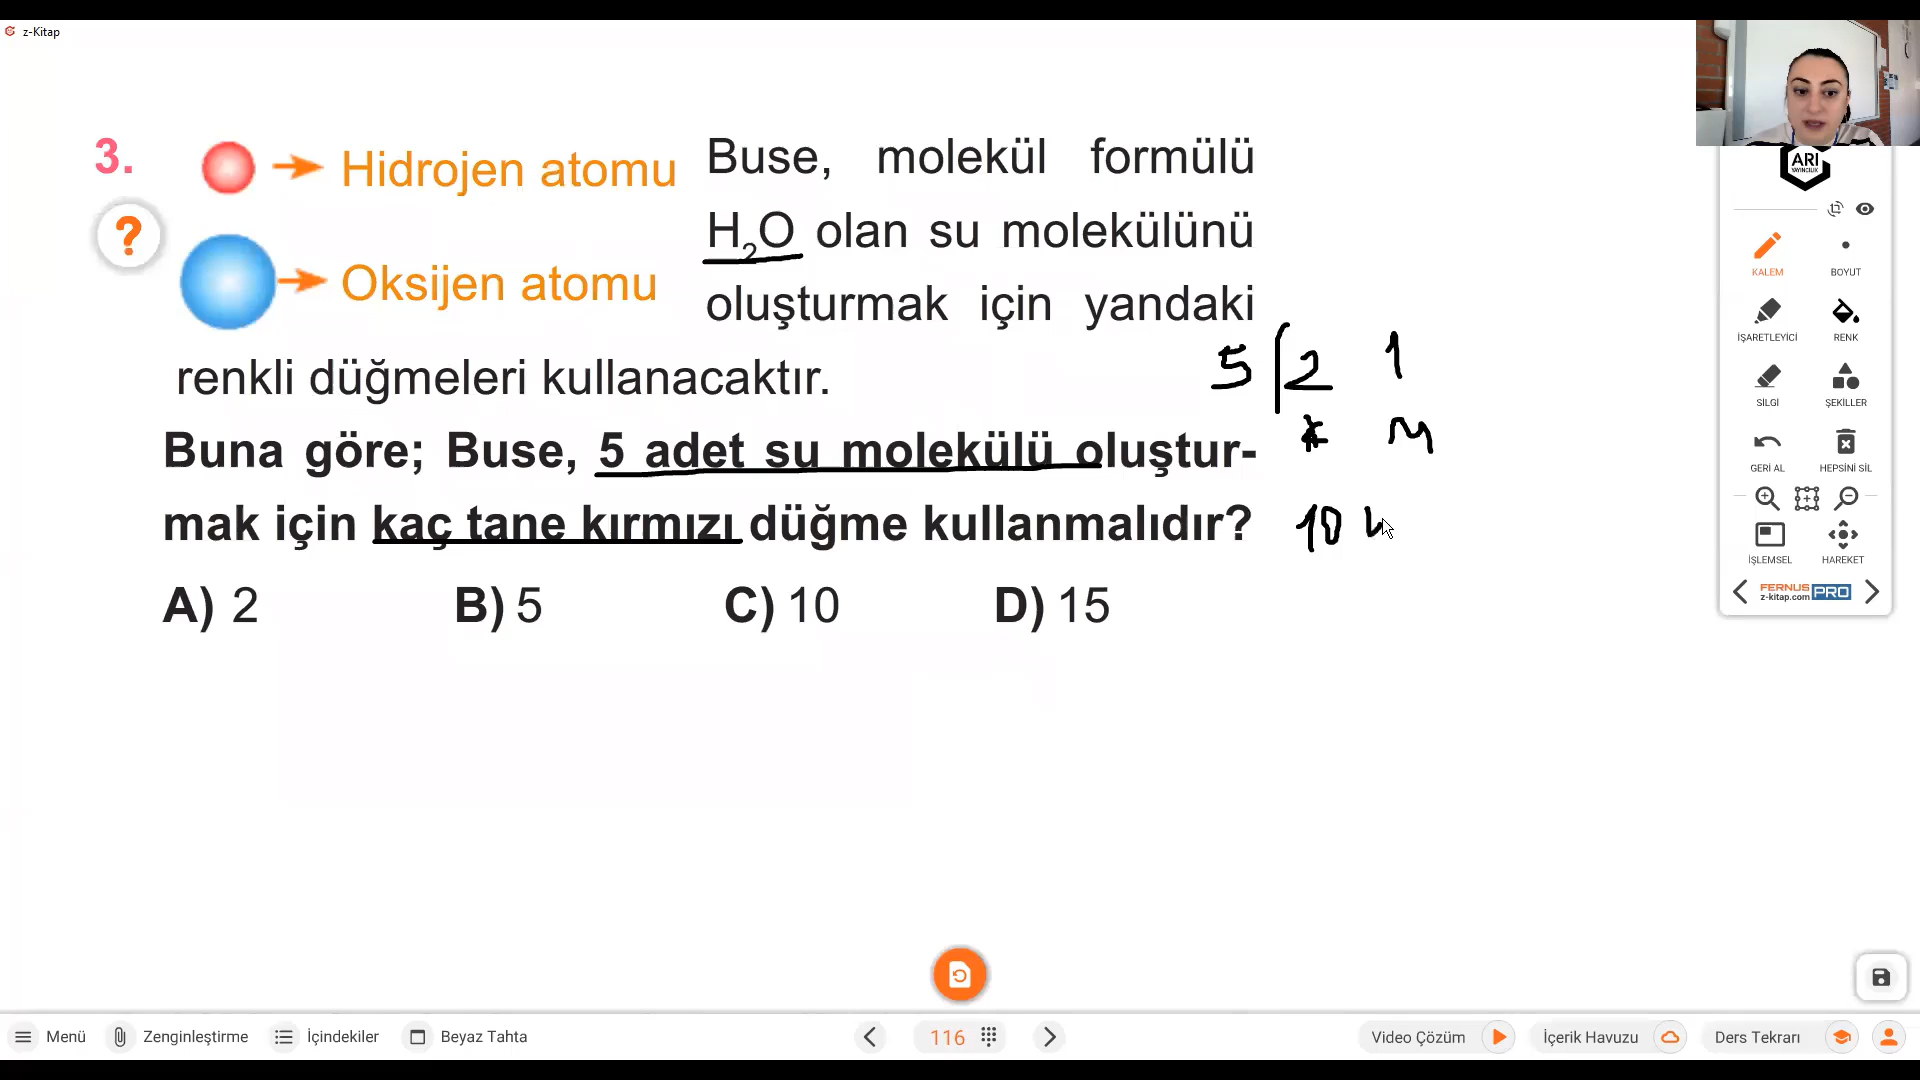 z-Kitap
3.
Hidrojen atomu
Oksijen atomu
?
Buse, molekül formülü
H₂O olan su molekülünü
oluşturmak için yandaki
renkli düğmeleri kullanacaktır.
Buna göre; Buse, 5 adet su molekülü oluştur-
mak için kaç tane kırmızı düğme kullanmalıdır?
A) 2 B) 5 C) 10 D) 15
5 2 1
M
10
ARI
YAYINCILIK
KALEM BOYUT
İŞARETLEYİCİ RENK
SİLGİ ŞEKİLLER
GERİ AL HEPSİNİ SİL
İŞLEMSEL HAREKET
FERNUS
z-kitap.com PRO
Menü Zenginleştirme İçindekiler Beyaz Tahta 116 Video Çözüm İçerik Havuzu Ders Tekrarı